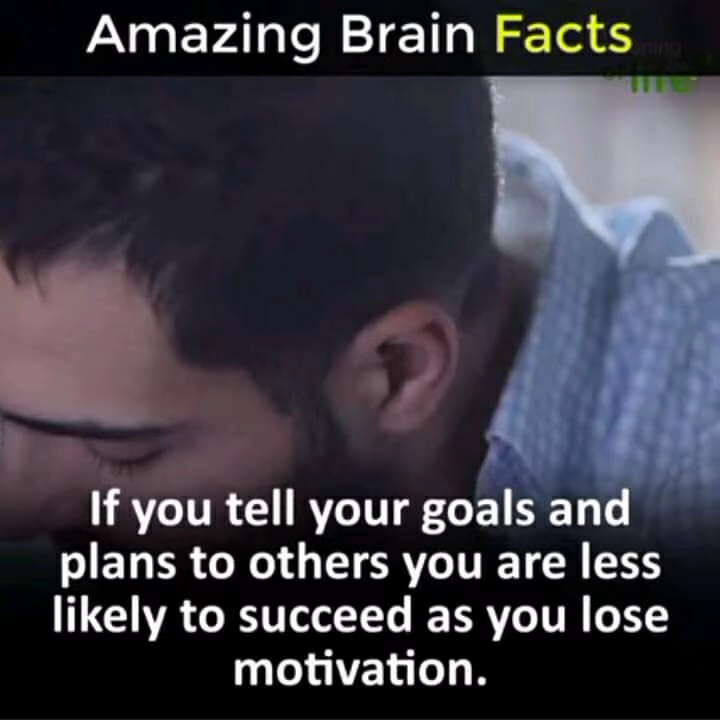 Amazing Brain Facts
life
If you tell your goals and
plans to others you are less
likely to succeed as you lose
motivation.